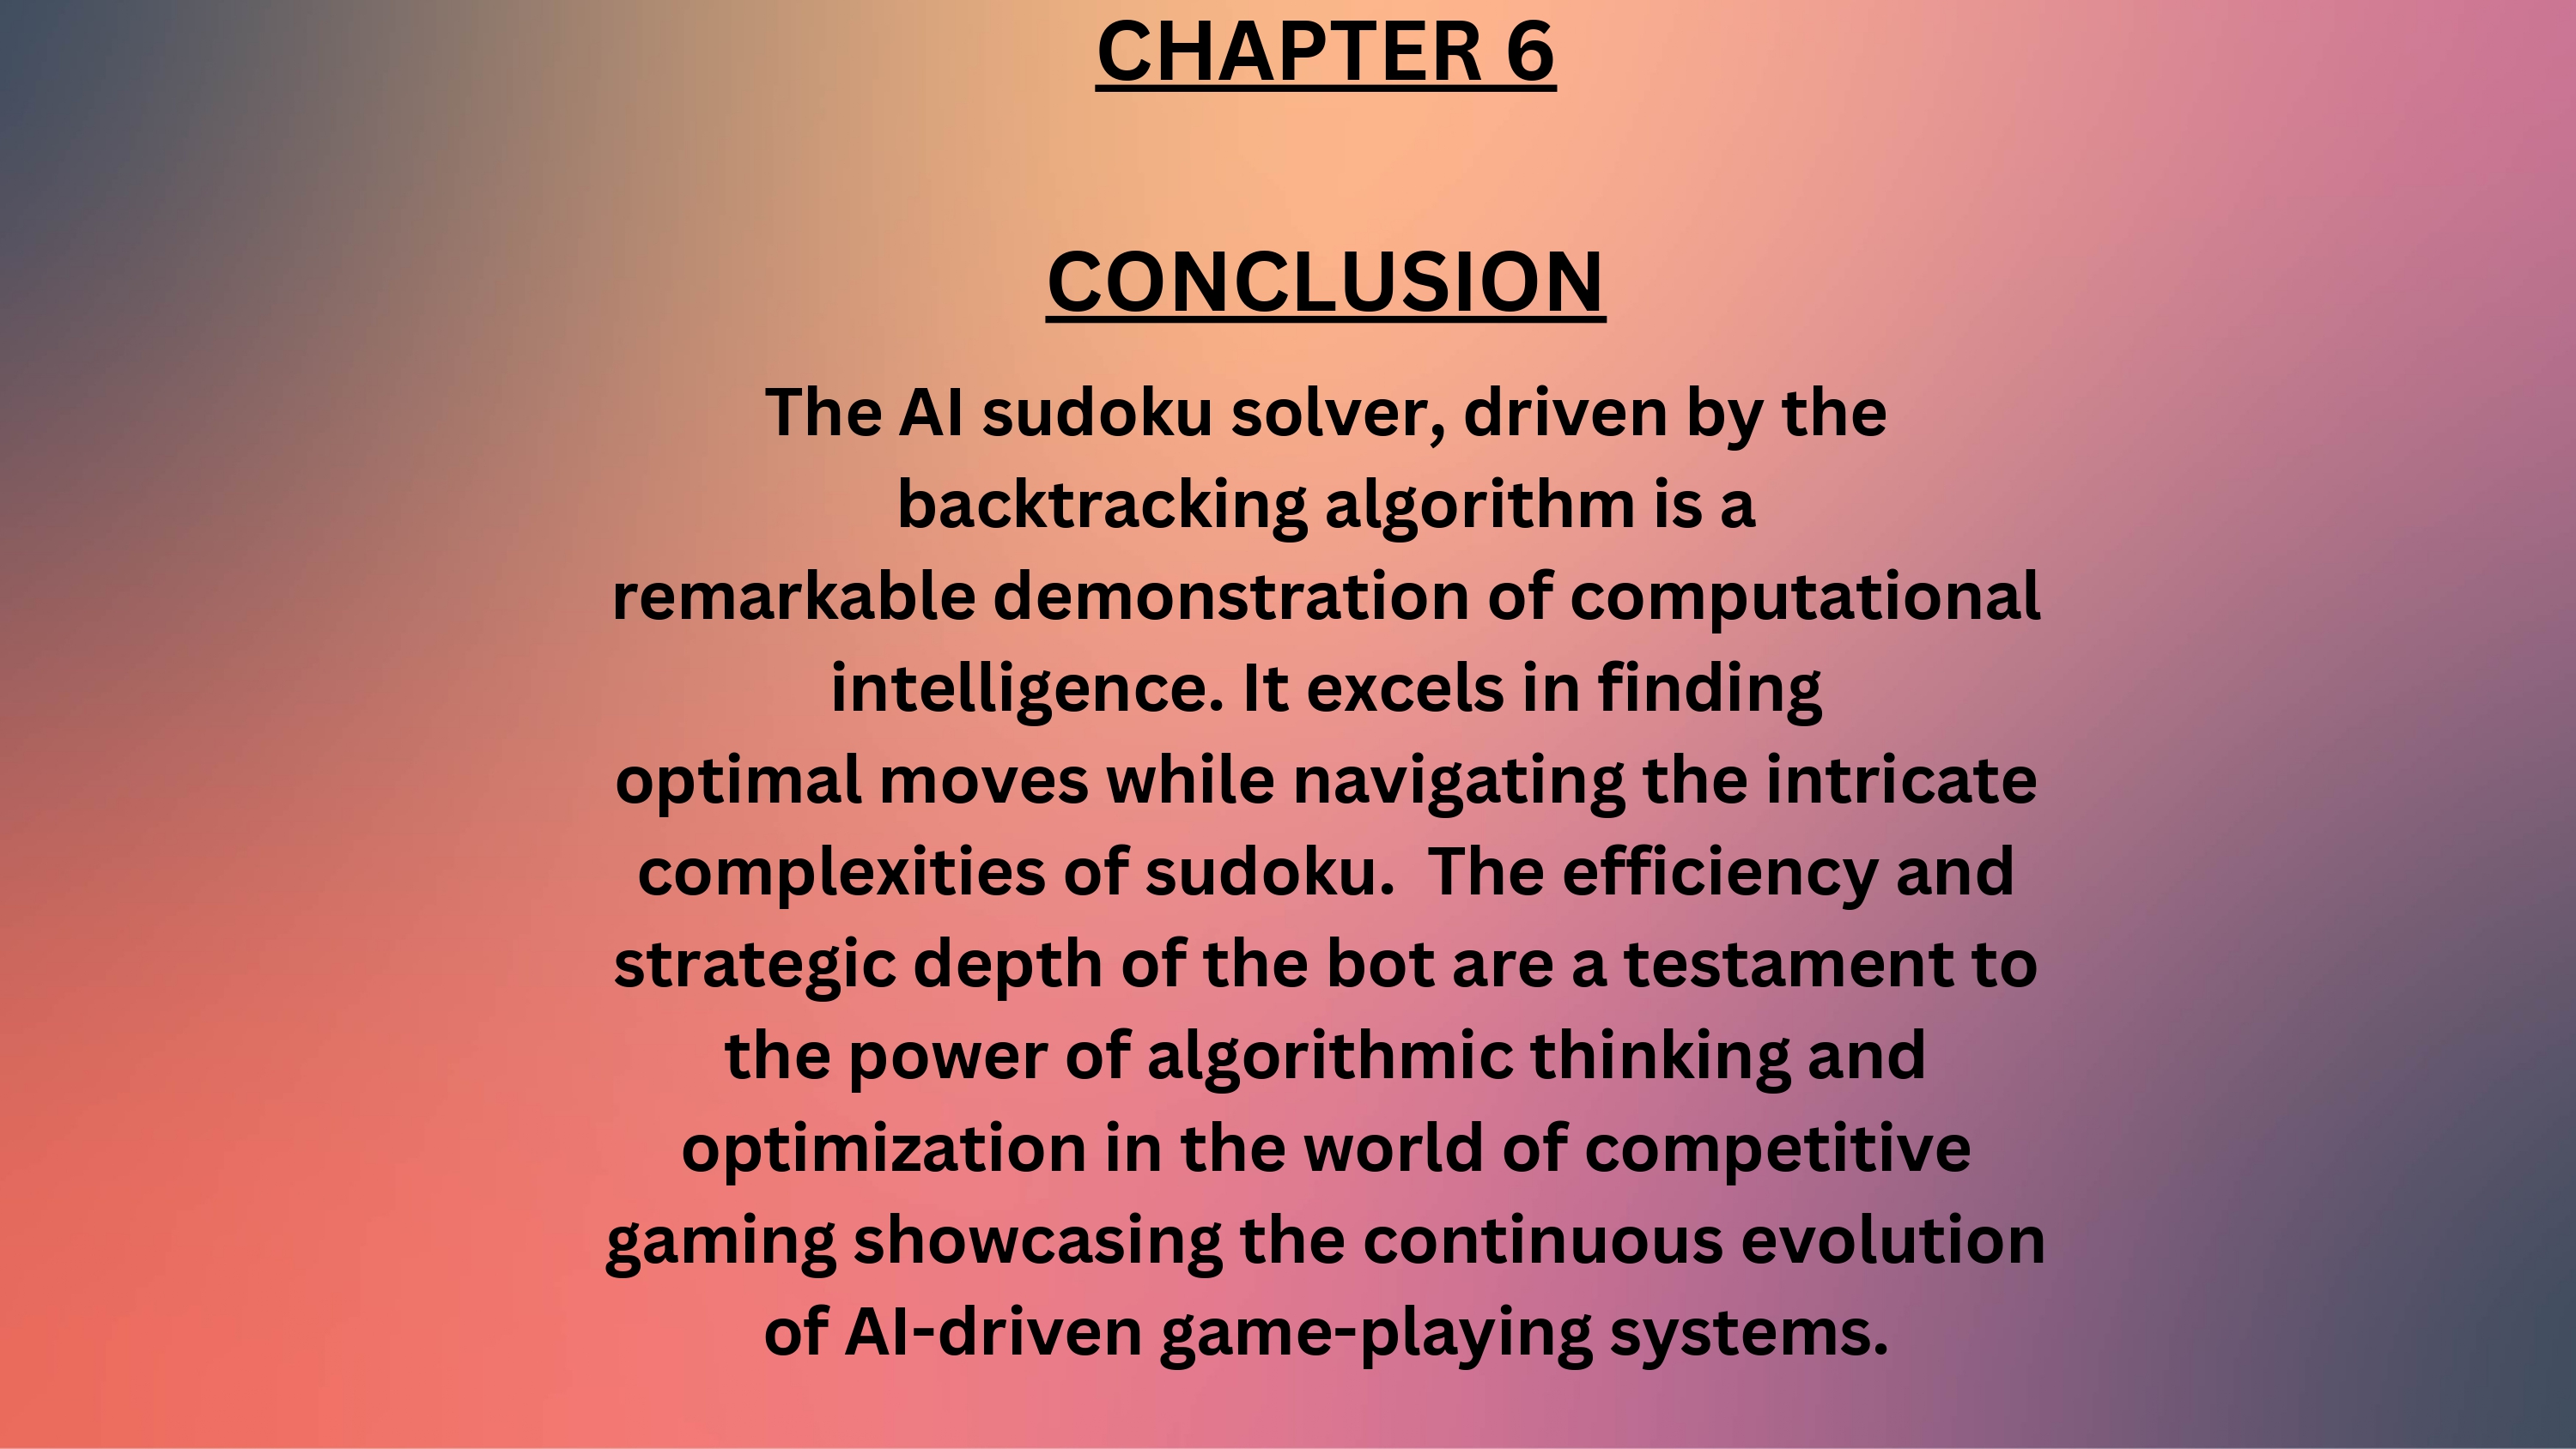 CHAPTER 6
CONCLUSION
The AI sudoku solver, driven by the
backtracking algorithm is a
remarkable demonstration of computational
intelligence. It excels in finding
optimal moves while navigating the intricate
complexities of sudoku.  The efficiency and
strategic depth of the bot are a testament to
the power of algorithmic thinking and
optimization in the world of competitive
gaming showcasing the continuous evolution
of AI-driven game-playing systems.